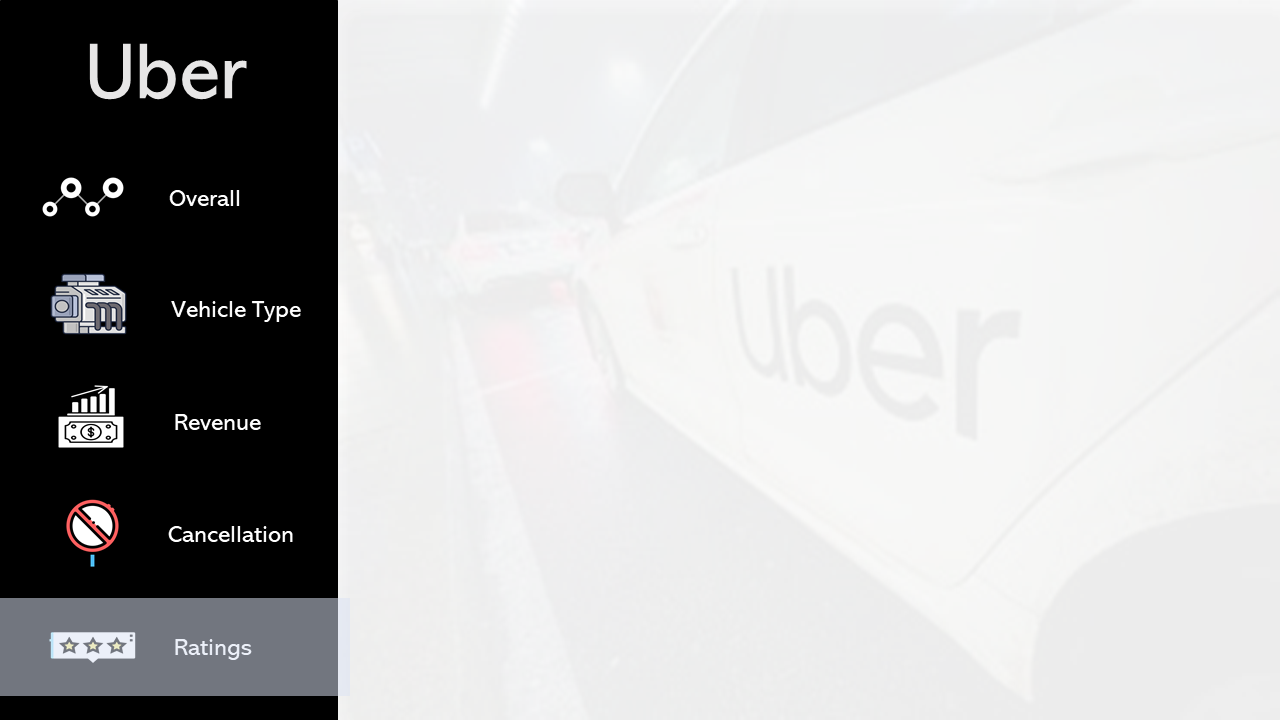 Uber
Overall
Vehicle Type
Revenue
Cancellation
Ratings
Uber